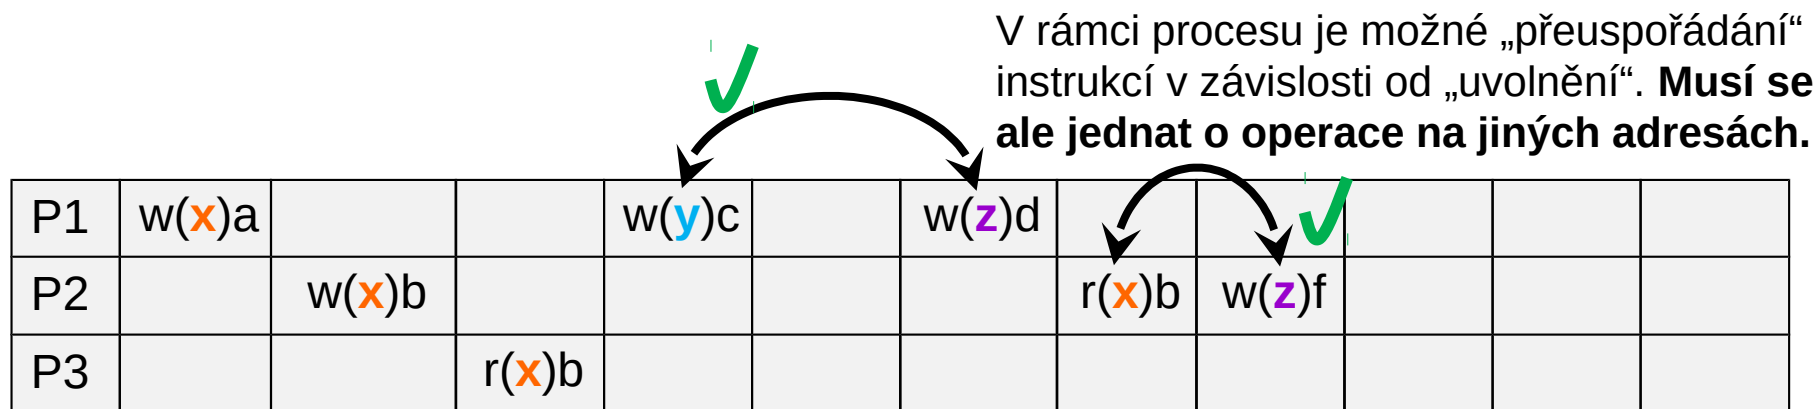 V rámci procesu je možné „přeuspořádání“
instrukcí v závislosti od „uvolnění“. Musí se
ale jednat o operace na jiných adresách.
P1 w(x)a w(y)c w(z)d
P2 w(x)b r(x)b w(z)f
P3 r(x)b